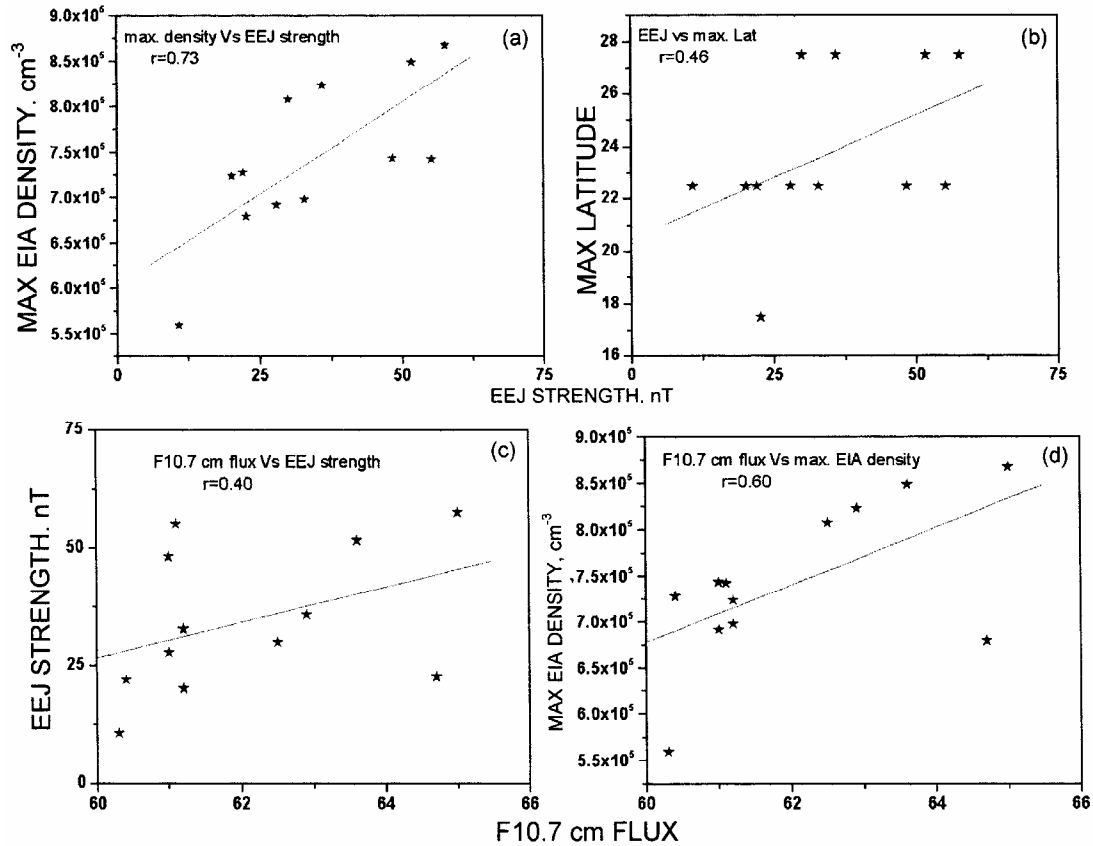 max. density Vs EEJ strength
r=0.73
(a)
MAX EIA DENSITY. cm⁻³
9.0x10⁵
8.5x10⁵
8.0x10⁵
7.5x10⁵
7.0x10⁵
6.5x10⁵
6.0x10⁵
5.5x10⁵
0 25 50 75
EEJ vs max. Lat
r=0.46
(b)
MAX LATITUDE
28
26
24
22
20
18
16
0 25 50 75
EEJ STRENGTH. nT
F10.7 cm flux Vs EEJ strength
r=0.40
(c)
EEJ STRENGTH. nT
75
50
25
0
60 62 64 66
F10.7 cm flux Vs max. EIA density
r=0.60
(d)
MAX EIA DENSITY, cm⁻³
9.0x10⁵
8.5x10⁵
8.0x10⁵
7.5x10⁵
7.0x10⁵
6.5x10⁵
6.0x10⁵
5.5x10⁵
60 62 64 66
F10.7 cm FLUX